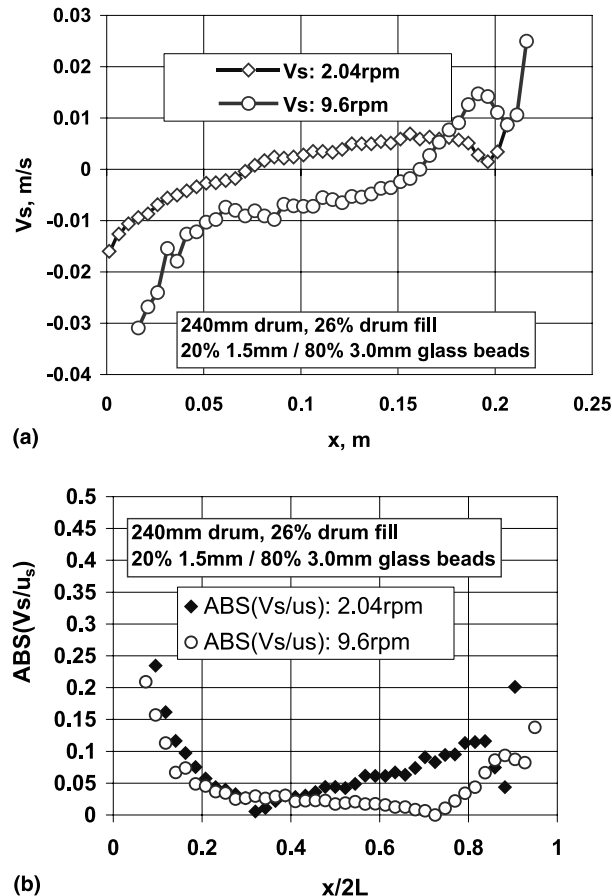 0.03
0.02
0.01
0
-0.01
-0.02
-0.03
-0.04
Vs, m/s
Vs: 2.04rpm
Vs: 9.6rpm
240mm drum, 26% drum fill
20% 1.5mm / 80% 3.0mm glass beads
0 0.05 0.1 0.15 0.2 0.25
x, m
(a)
0.5
0.45
0.4
0.35
0.3
0.25
0.2
0.15
0.1
0.05
0
ABS(Vs/us)
240mm drum, 26% drum fill
20% 1.5mm / 80% 3.0mm glass beads
ABS(Vs/us): 2.04rpm
ABS(Vs/us): 9.6rpm
0 0.2 0.4 0.6 0.8 1
x/2L
(b)